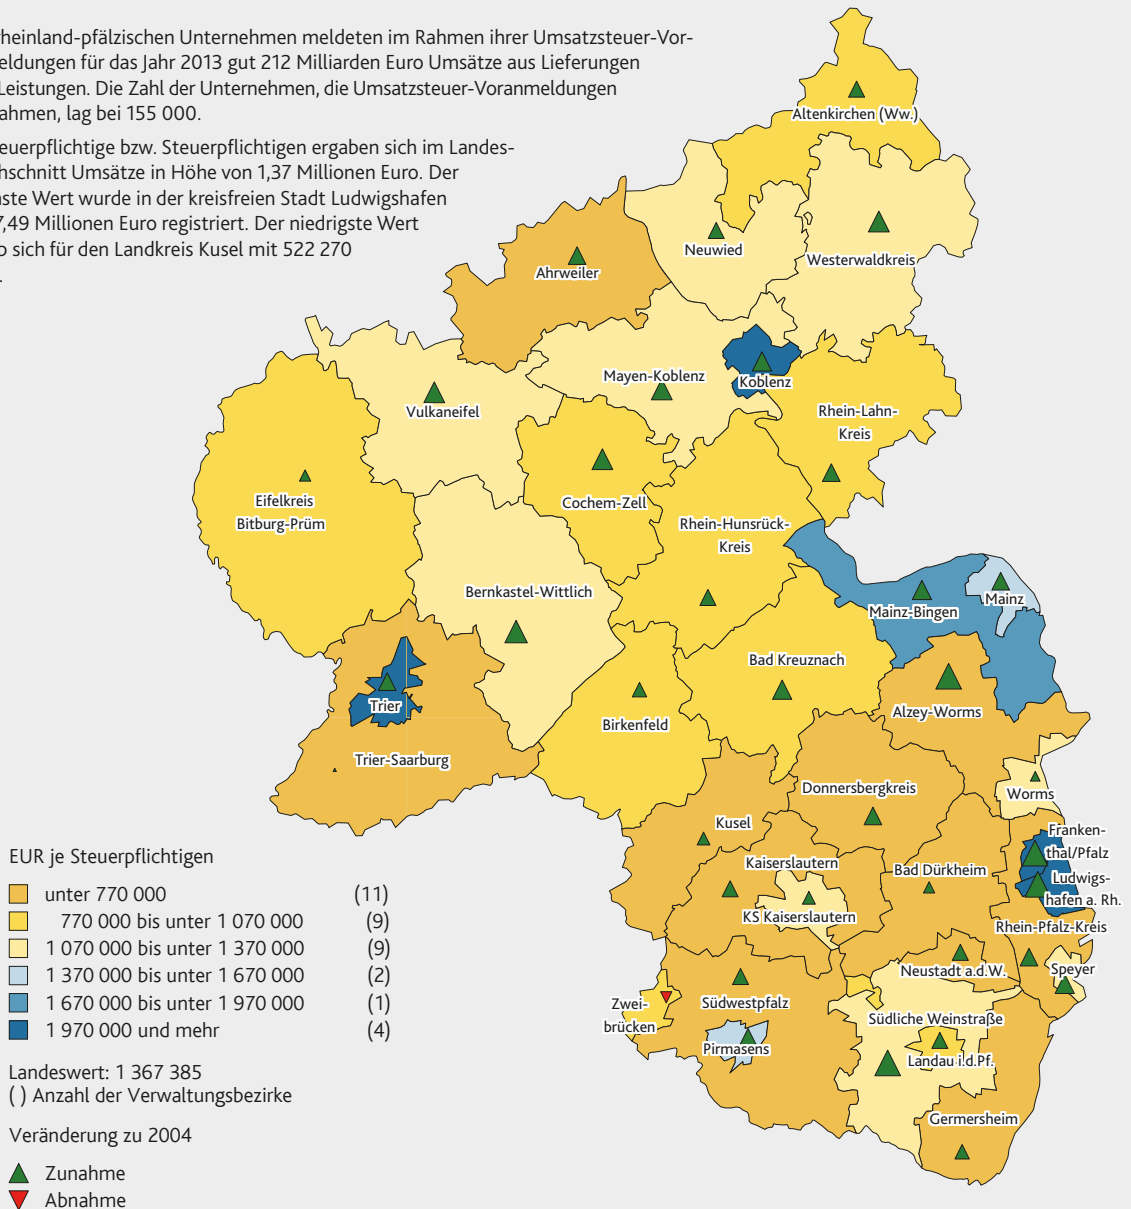 rheinland-pfälzischen Unternehmen meldeten im Rahmen ihrer Umsatzsteuer-Vor-
eldungen für das Jahr 2013 gut 212 Milliarden Euro Umsätze aus Lieferungen
Leistungen. Die Zahl der Unternehmen, die Umsatzsteuer-Voranmeldungen
ahmen, lag bei 155 000.
euerpflichtige bzw. Steuerpflichtigen ergaben sich im Landes-
hschnitt Umsätze in Höhe von 1,37 Millionen Euro. Der
ste Wert wurde in der kreisfreien Stadt Ludwigshafen
7,49 Millionen Euro registriert. Der niedrigste Wert
sich für den Landkreis Kusel mit 522 270
Altenkirchen (Ww.)
Neuwied
Westerwaldkreis
Ahrweiler
Mayen-Koblenz
Koblenz
Vulkaneifel
Rhein-Lahn-
Kreis
Eifelkreis
Bitburg-Prüm
Cochem-Zell
Rhein-Hunsrück-
Kreis
Bernkastel-Wittlich
Mainz-Bingen
Mainz
Bad Kreuznach
Trier
Birkenfeld
Alzey-Worms
Trier-Saarburg
Donnersbergkreis
Worms
Kusel
Franken-
thal/Pfalz
Kaiserslautern
Bad Dürkheim
Ludwigs-
hafen a. Rh.
KS Kaiserslautern
Rhein-Pfalz-Kreis
Neustadt a.d.W.
Speyer
Zwei-
brücken
Südwestpfalz
Südliche Weinstraße
Pirmasens
Landau i.d.Pf.
Germersheim
EUR je Steuerpflichtigen
unter 770 000 (11)
770 000 bis unter 1 070 000 (9)
1 070 000 bis unter 1 370 000 (9)
1 370 000 bis unter 1 670 000 (2)
1 670 000 bis unter 1 970 000 (1)
1 970 000 und mehr (4)
Landeswert: 1 367 385
( ) Anzahl der Verwaltungsbezirke
Veränderung zu 2004
Zunahme
Abnahme